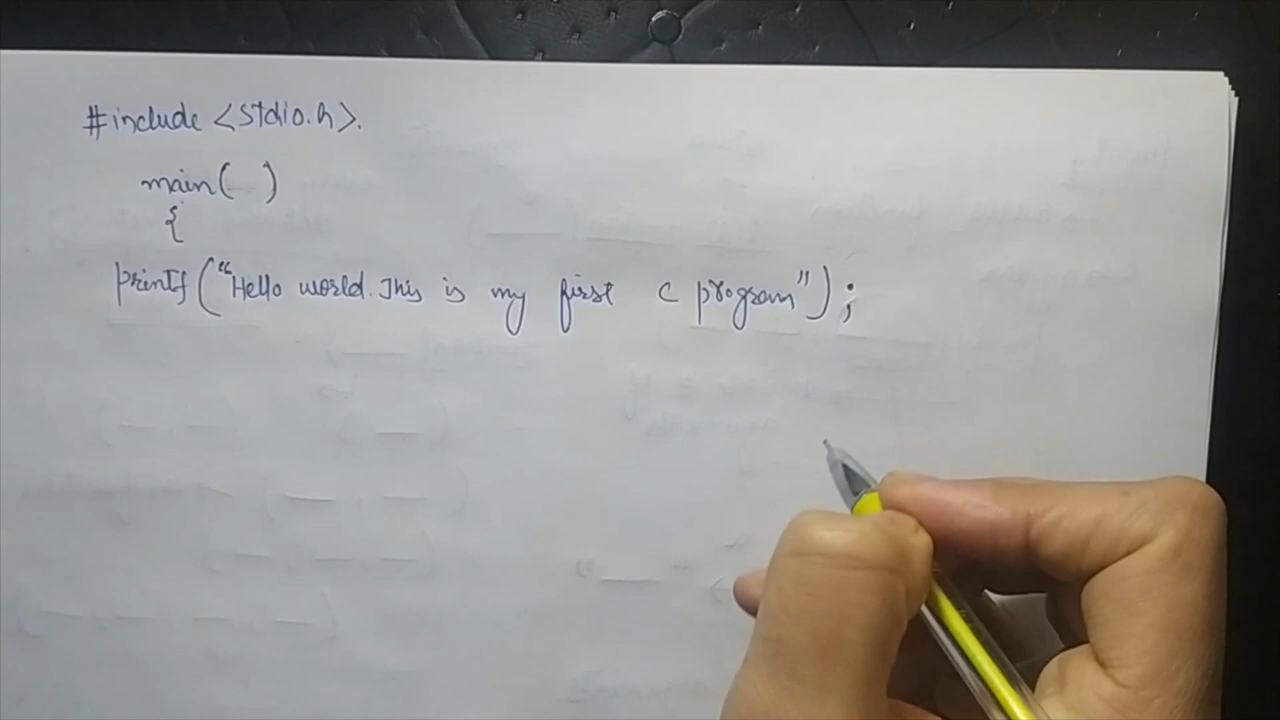 #include <stdio.h>.
main( )
{
printf("Hello world. This is my first c program");